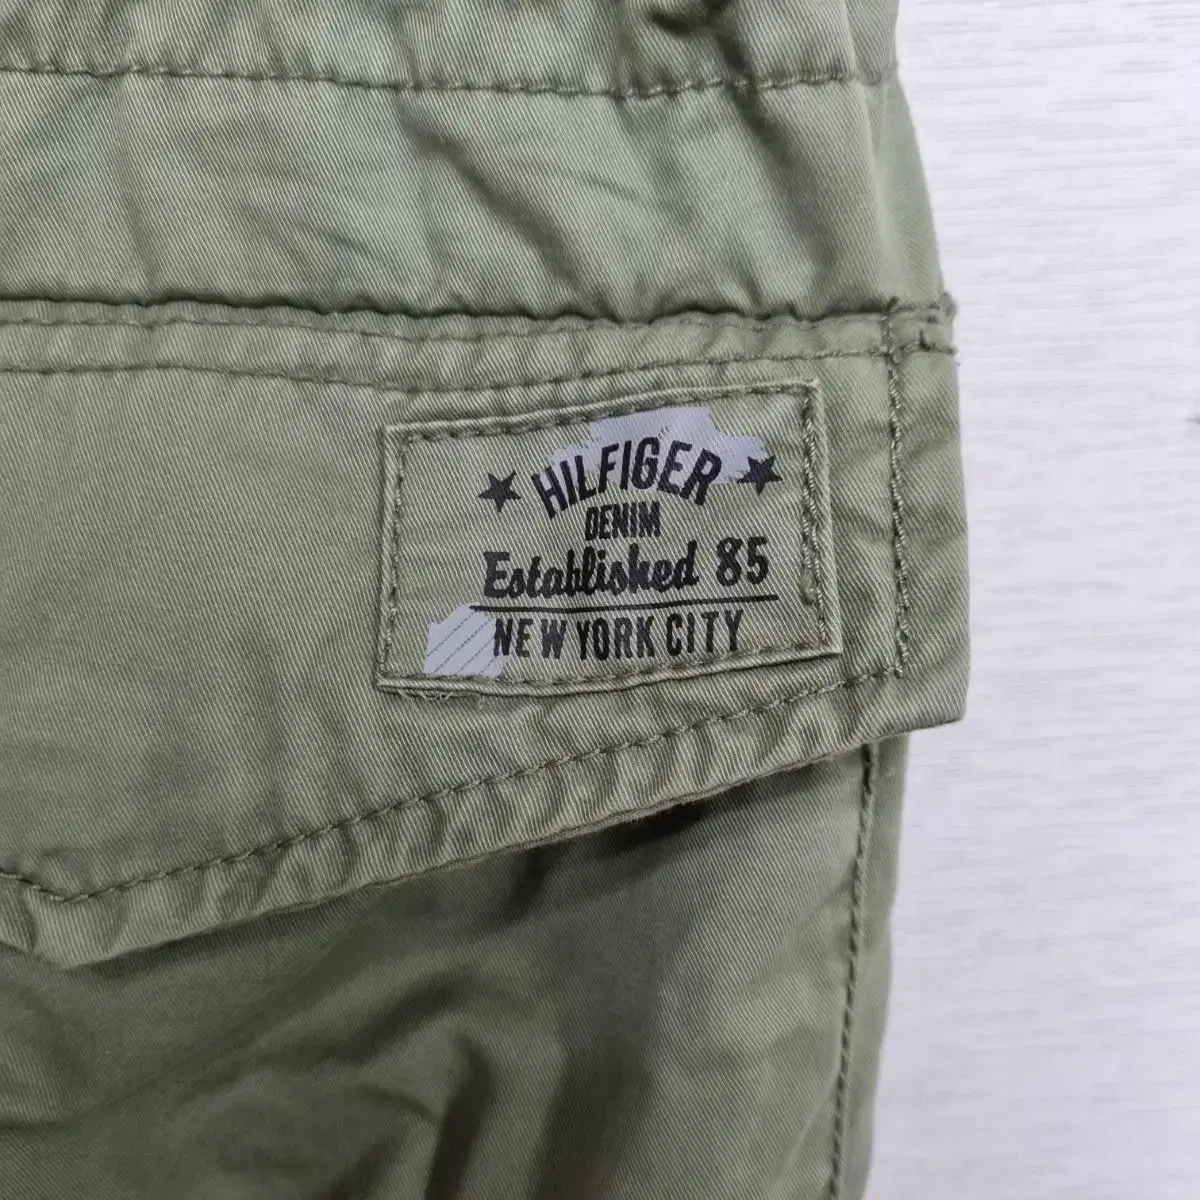 HILFIGER
DENIM
Established 85
NEW YORK CITY